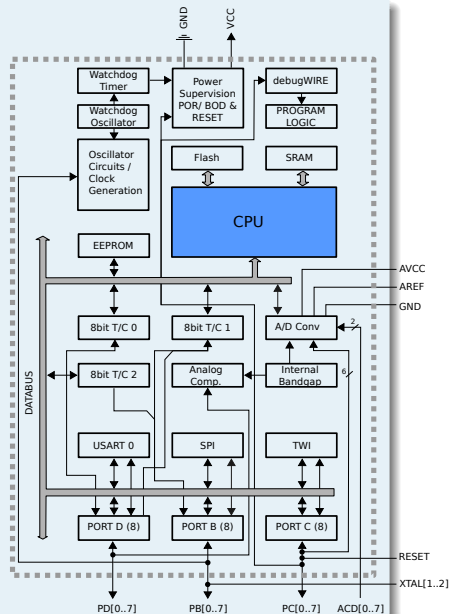 GND
VCC
Watchdog
Timer
Power
Supervision
POR/ BOD &
RESET
debugWIRE
Watchdog
Oscillator
PROGRAM
LOGIC
Oscillator
Circuits /
Clock
Generation
Flash
SRAM
CPU
EEPROM
AVCC
AREF
GND
8bit T/C 0
8bit T/C 1
A/D Conv
2
8bit T/C 2
Analog
Comp.
Internal
Bandgap
6
DATABUS
USART 0
SPI
TWI
PORT D (8)
PORT B (8)
PORT C (8)
RESET
XTAL[1..2]
PD[0..7]
PB[0..7]
PC[0..7]
ACD[0..7]